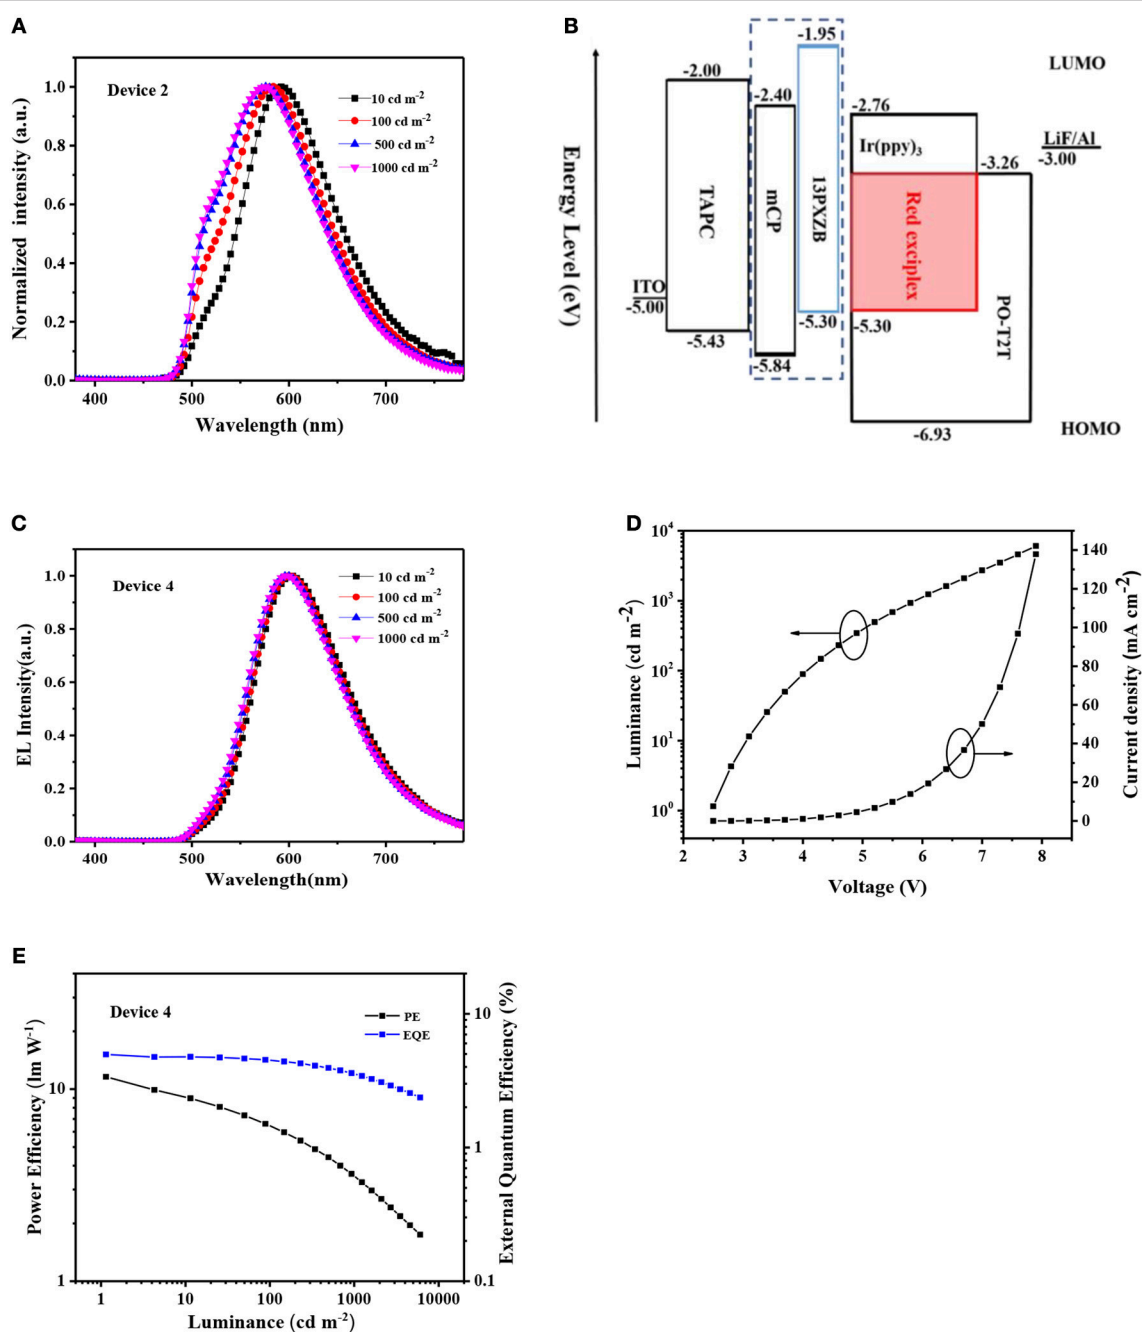 A
Device 2
10 cd m-2
100 cd m-2
500 cd m-2
1000 cd m-2
Normalized intensity (a.u.)
1.0
0.8
0.6
0.4
0.2
0.0
400
500
600
700
Wavelength (nm)
B
Energy Level (eV)
LUMO
HOMO
ITO
-5.00
-2.00
TAPC
-5.43
-2.40
mCP
-5.84
-1.95
13PXZB
-5.30
-2.76
Ir(ppy)3
Red exciplex
-5.30
-3.26
PO-T2T
-6.93
LiF/Al
-3.00
C
Device 4
10 cd m-2
100 cd m-2
500 cd m-2
1000 cd m-2
EL Intensity(a.u.)
1.0
0.8
0.6
0.4
0.2
0.0
400
500
600
700
Wavelength(nm)
D
Luminance (cd m-2)
104
103
102
101
100
Current density (mA cm-2)
140
120
100
80
60
40
20
0
2
3
4
5
6
7
8
Voltage (V)
E
Device 4
PE
EQE
Power Efficiency (lm W-1)
10
1
External Quantum Efficiency (%)
10
1
0.1
1
10
100
1000
10000
Luminance (cd m-2)